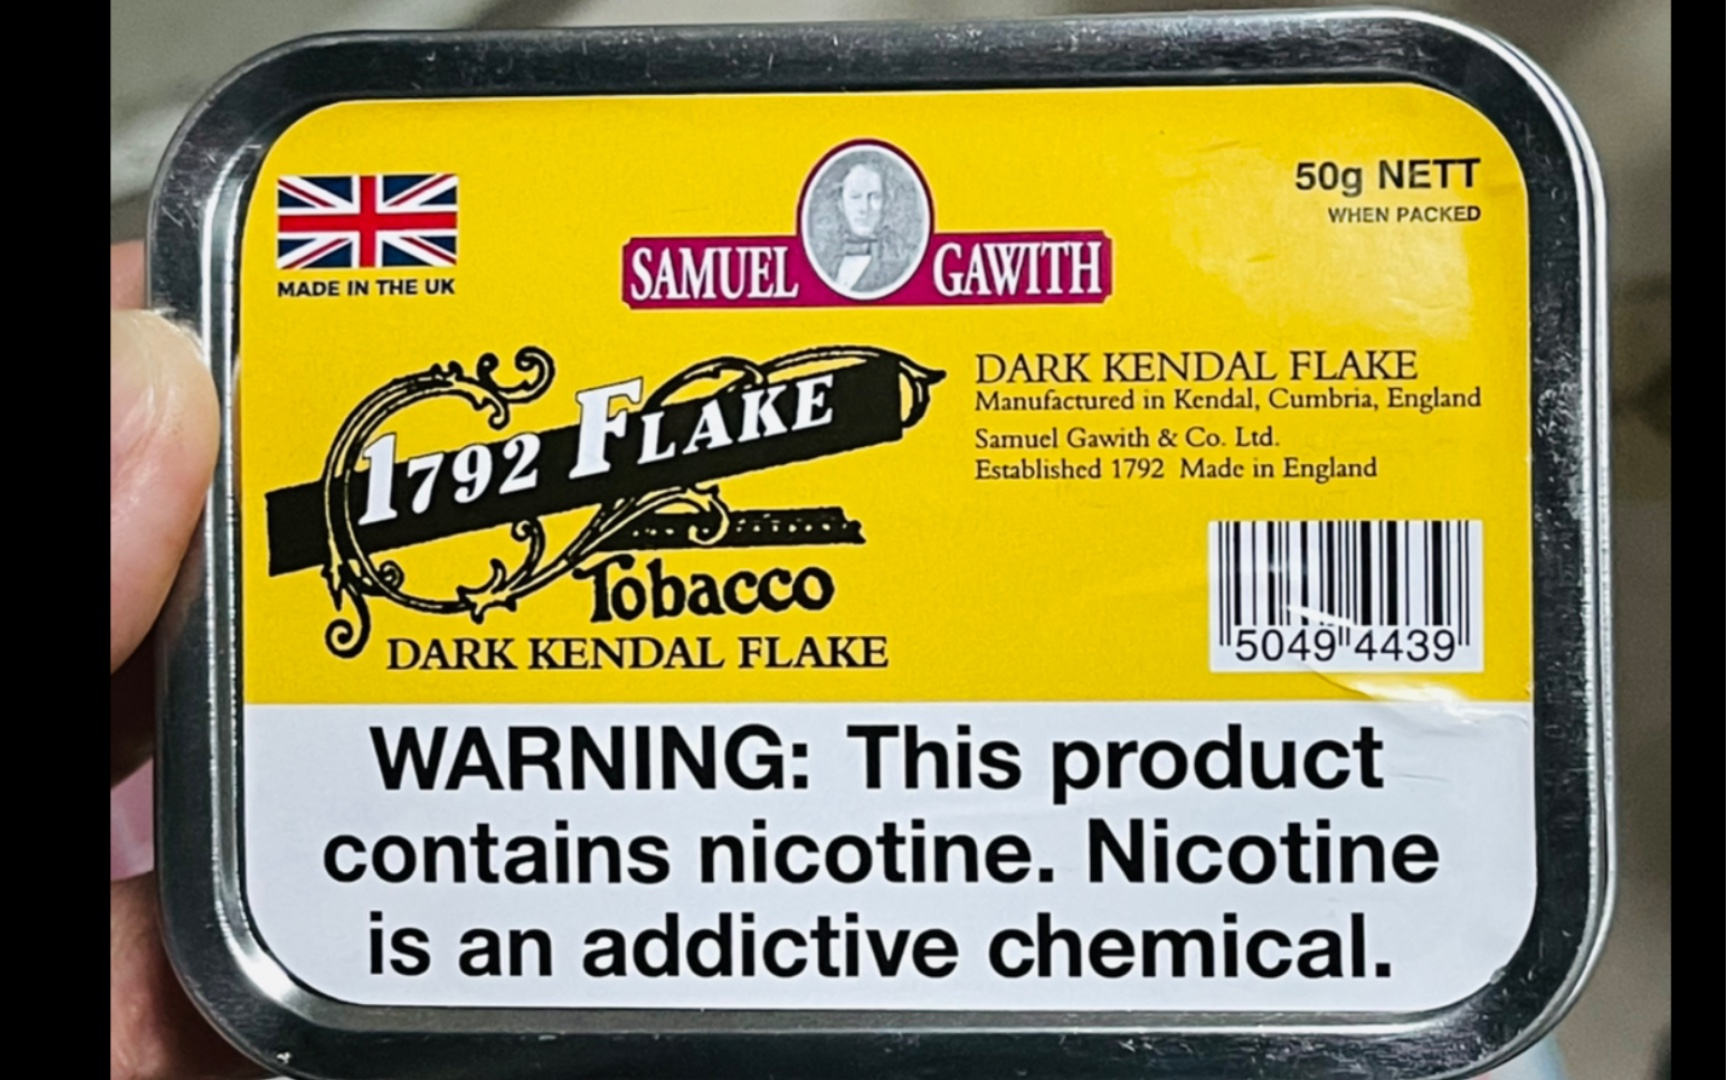 MADE IN THE UK
SAMUEL GAWITH
50g NETT
WHEN PACKED
1792 FLAKE
Tobacco
DARK KENDAL FLAKE
DARK KENDAL FLAKE
Manufactured in Kendal, Cumbria, England
Samuel Gawith & Co. Ltd.
Established 1792 Made in England
5049 4439
WARNING: This product
contains nicotine. Nicotine
is an addictive chemical.